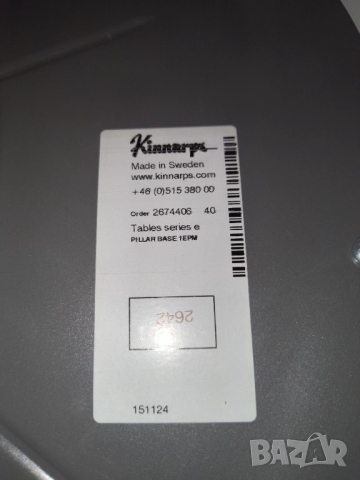 Kinnarps
Made in Sweden
www.kinnarps.com
+46 (0)515 380 00
Order 2674406 40
Tables series e
PILLAR BASE 1EPM
2642
151124
BAZAR